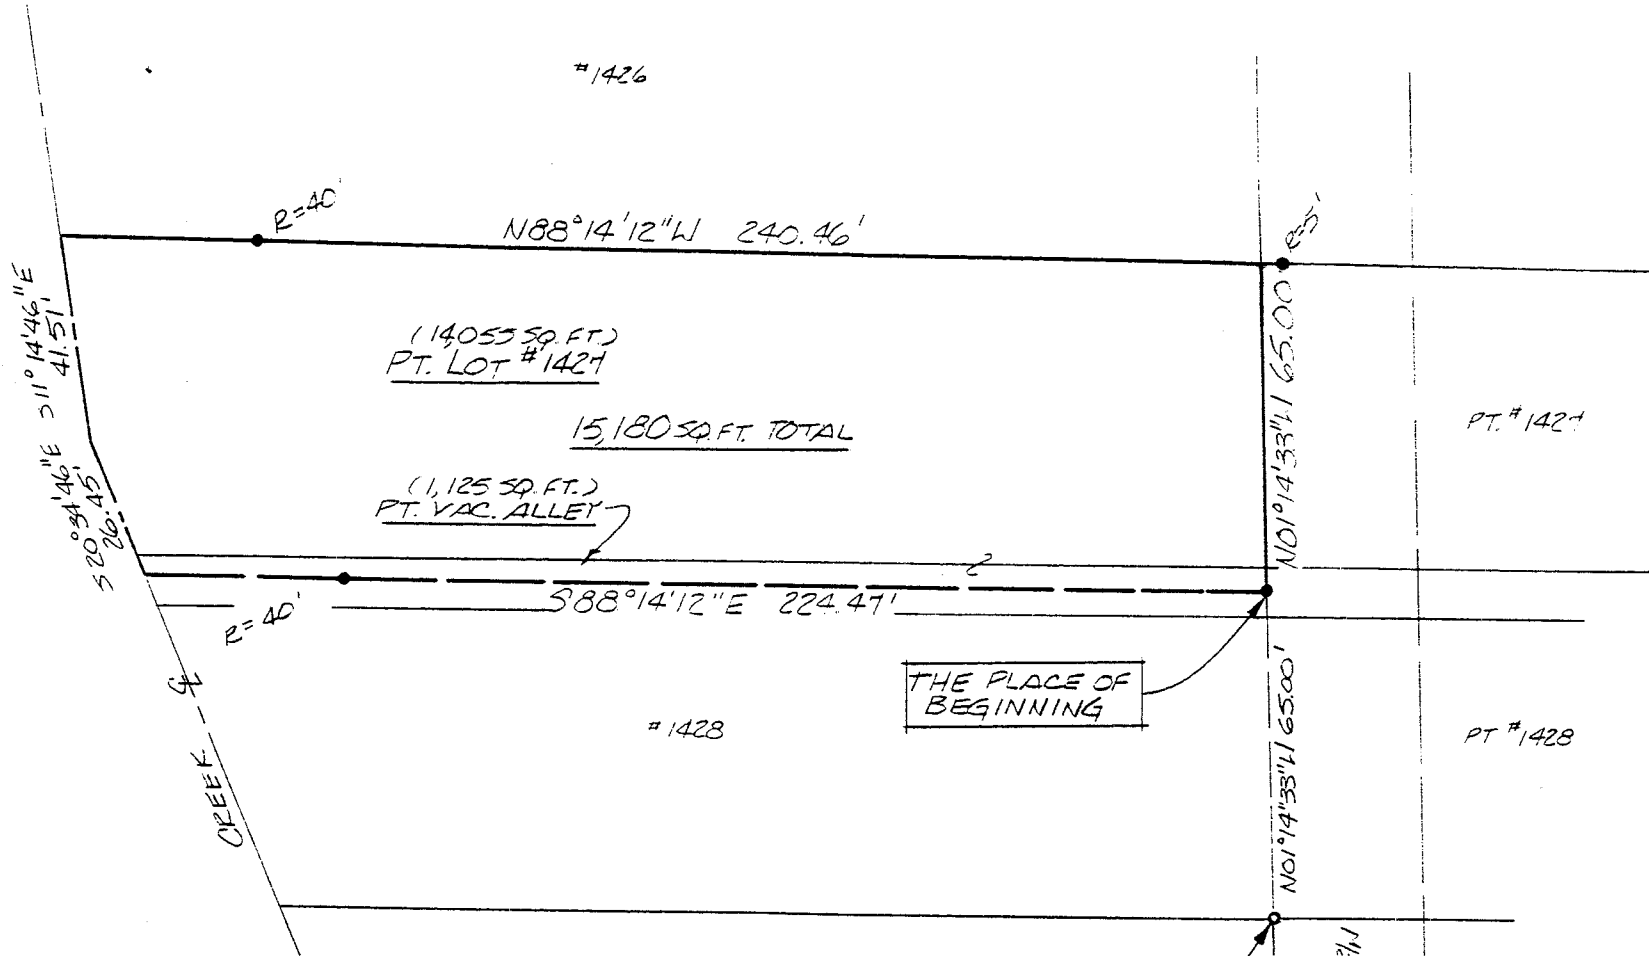 #1426
R=40'
N88°14'12"W 240.46'
R=5'
S11°14'46"E
41.51'
(14,055 SQ. FT.)
PT. LOT #1427
15,180 SQ. FT. TOTAL
N01°14'33"W 65.00'
PT. #1427
S20°34'46"E
26.45'
(1,125 SQ. FT.)
PT. VAC. ALLEY
R=40'
S88°14'12"E 224.47'
THE PLACE OF
BEGINNING
#1428
N01°14'33"W 65.00'
PT #1428
CREEK ℄
R/W